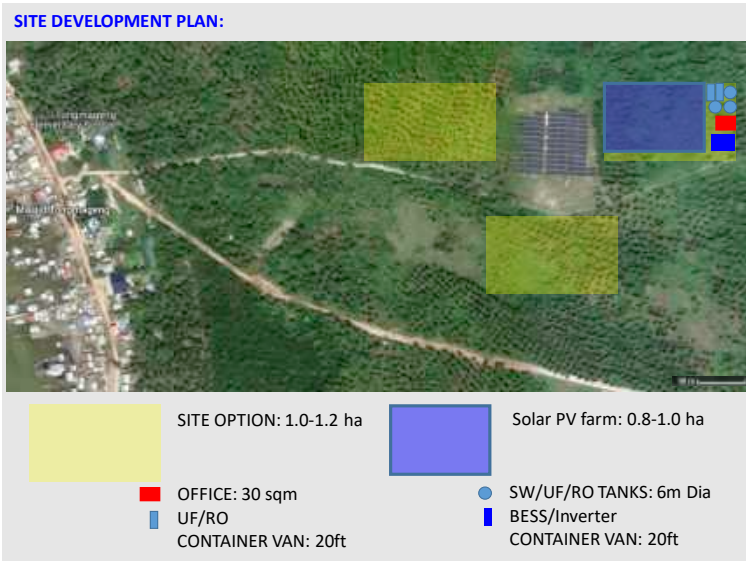 SITE DEVELOPMENT PLAN:
SITE OPTION: 1.0-1.2 ha
Solar PV farm: 0.8-1.0 ha
OFFICE: 30 sqm
SW/UF/RO TANKS: 6m Dia
UF/RO
CONTAINER VAN: 20ft
BESS/Inverter
CONTAINER VAN: 20ft